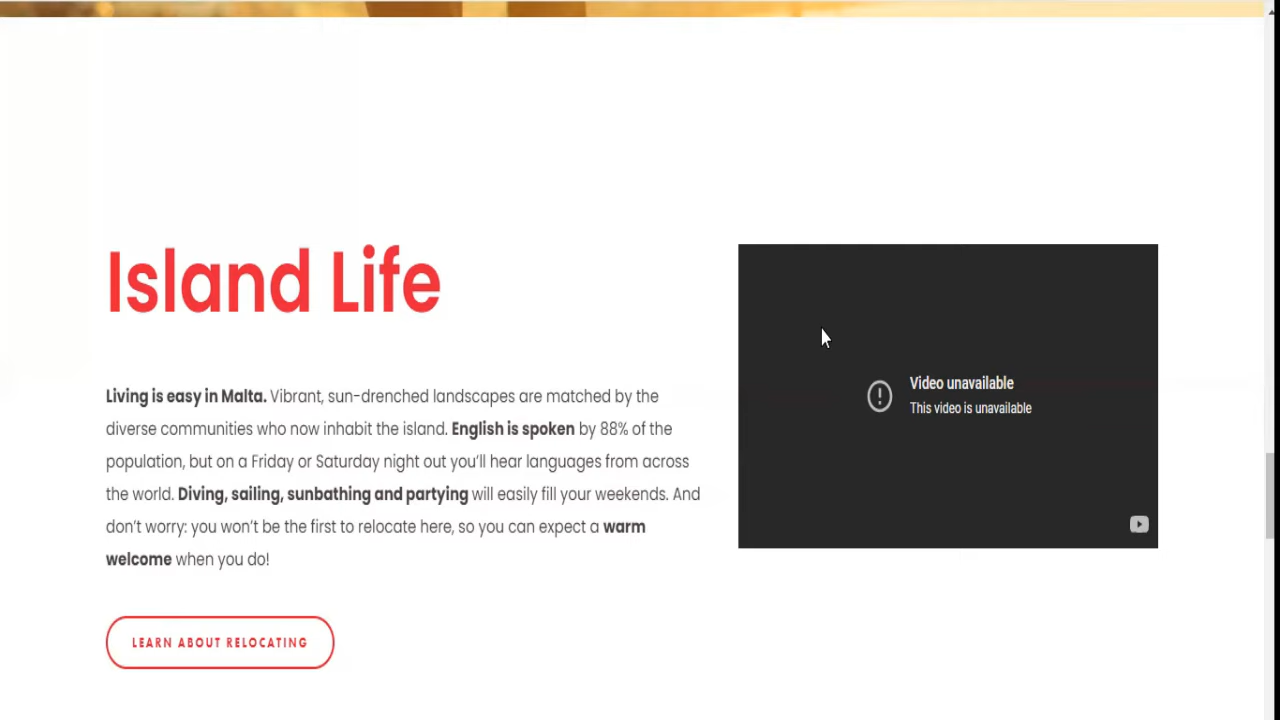 Island Life
Living is easy in Malta. Vibrant, sun-drenched landscapes are matched by the
diverse communities who now inhabit the island. English is spoken by 88% of the
population, but on a Friday or Saturday night out you’ll hear languages from across
the world. Diving, sailing, sunbathing and partying will easily fill your weekends. And
don’t worry: you won’t be the first to relocate here, so you can expect a warm
welcome when you do!
LEARN ABOUT RELOCATING
Video unavailable
This video is unavailable